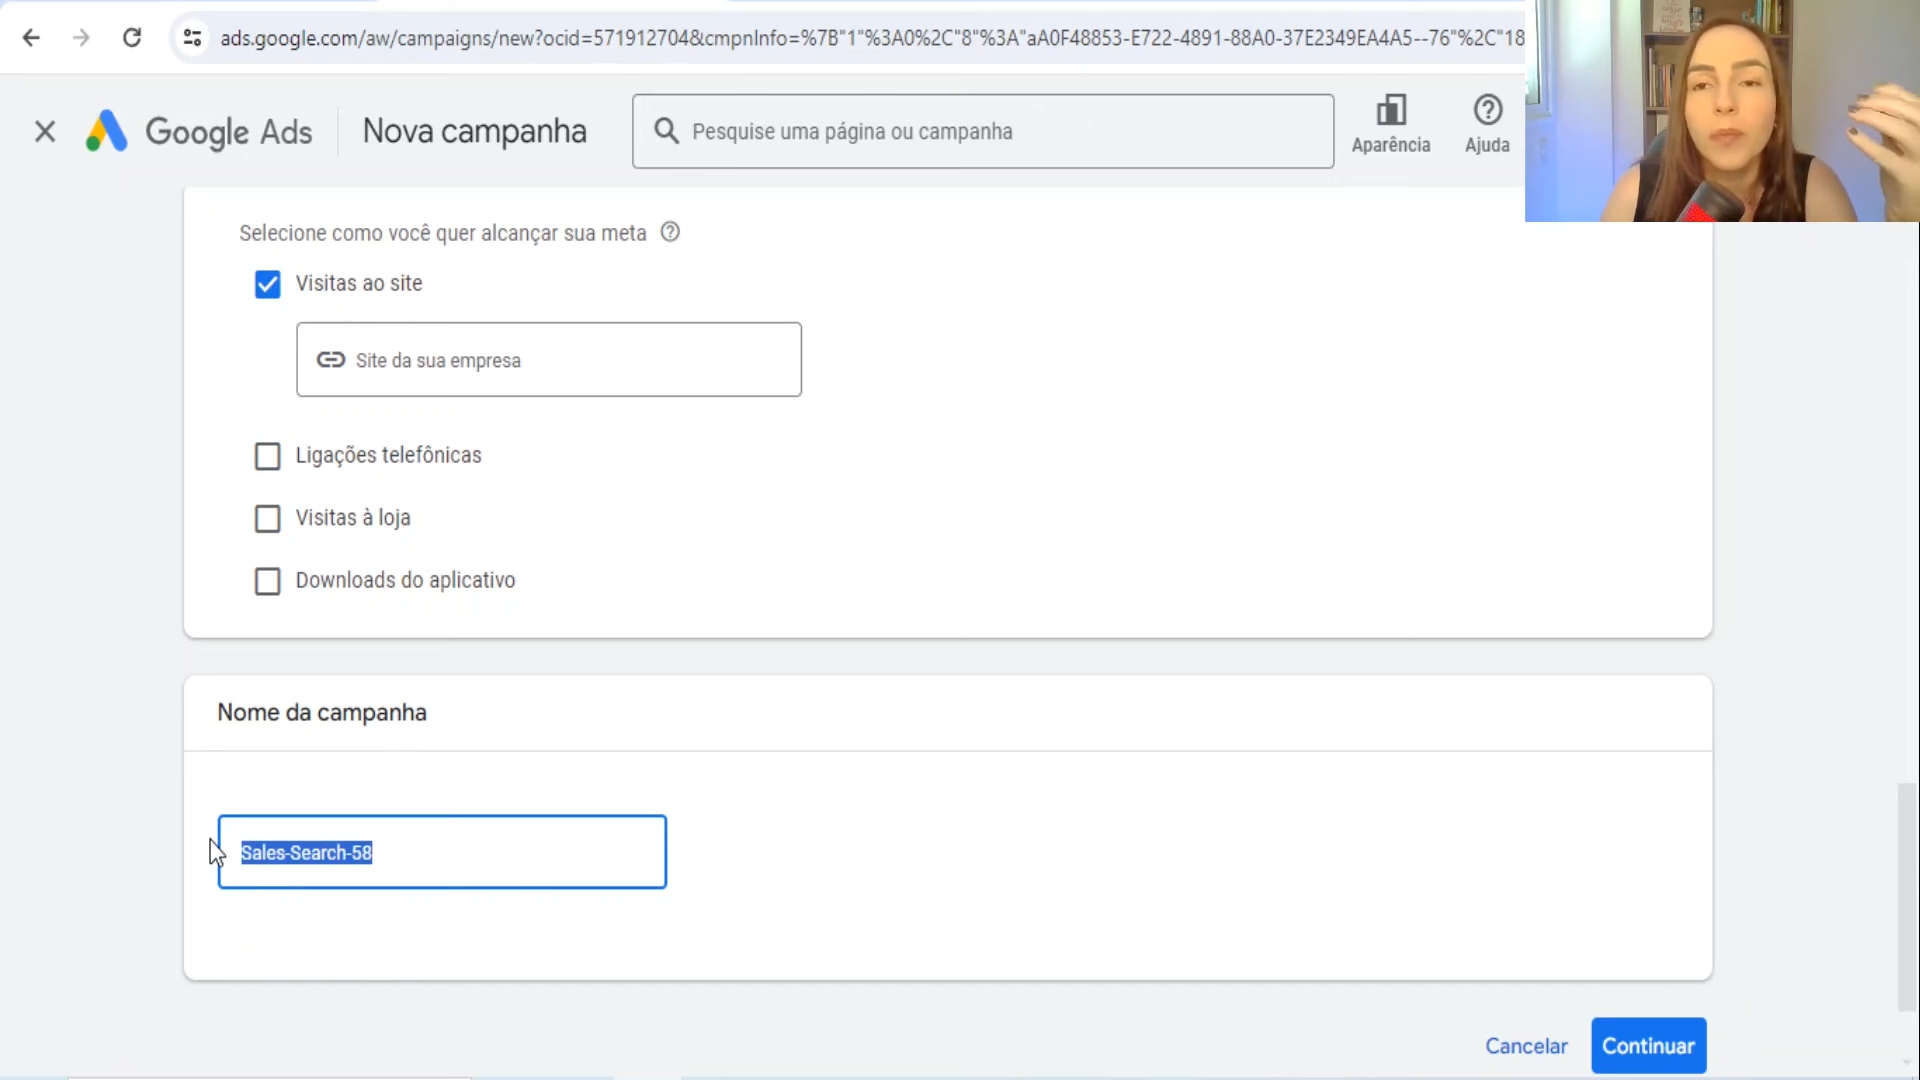 ads.google.com/aw/campaigns/new?ocid=571912704&cmpnInfo=%7B"1"%3A0%2C"8"%3A"aA0F48853-E722-4891-88A0-37E2349EA4A5--76"%2C"18
Google Ads
Nova campanha
Pesquise uma página ou campanha
Aparência
Ajuda
Selecione como você quer alcançar sua meta
Visitas ao site
Site da sua empresa
Ligações telefônicas
Visitas à loja
Downloads do aplicativo
Nome da campanha
Sales-Search-58
Cancelar
Continuar